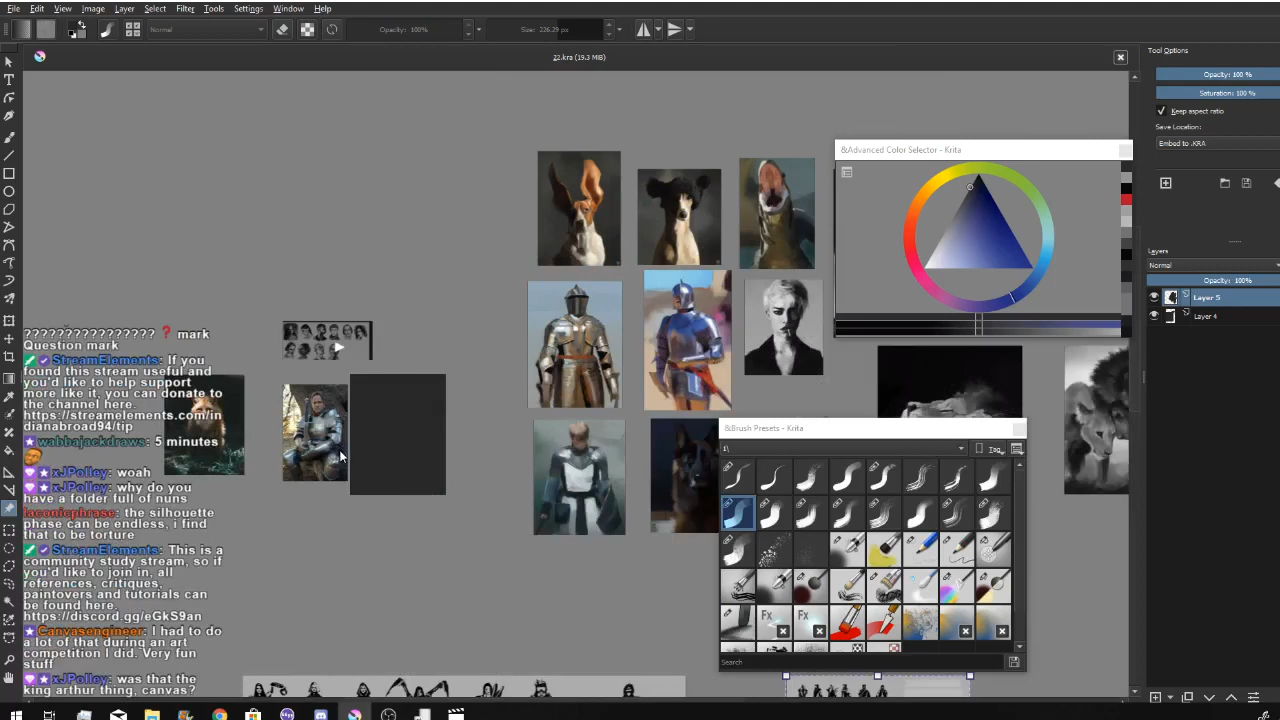 File Edit View Image Layer Select Filter Tools Settings Window Help
Normal Opacity: 100% Size: 226.29 px
22.kra (19.3 MiB)
Tool Options
Opacity: 100 %
Saturation: 100 %
Keep aspect ratio
Save Location:
Embed to .KRA
&Advanced Color Selector - Krita
Layers
Normal
Opacity: 100%
Layer 5
Layer 4
&Brush Presets - Krita
1\
Tag
Fx Fx
Search
???????????????? ❓ mark
Question mark
StreamElements: If you
found this stream useful and
you'd like to help support
more like it, you can donate to
the channel here.
https://streamelements.com/in
dianabroad94/tip
wabbajackdraws: 5 minutes
xJPolley: woah
xJPolley: why do you
have a folder full of nuns
laconicphrase: the silhouette
phase can be endless, i find
that to be torture
StreamElements: This is a
community study stream, so if
you'd like to join in, all
references, critiques,
paintovers and tutorials can
be found here.
https://discord.gg/eGkS9an
Canvasengineer: I had to do
a lot of that during an art
competition I did. Very fun
stuff
xJPolley: was that the
king arthur thing, canvas?